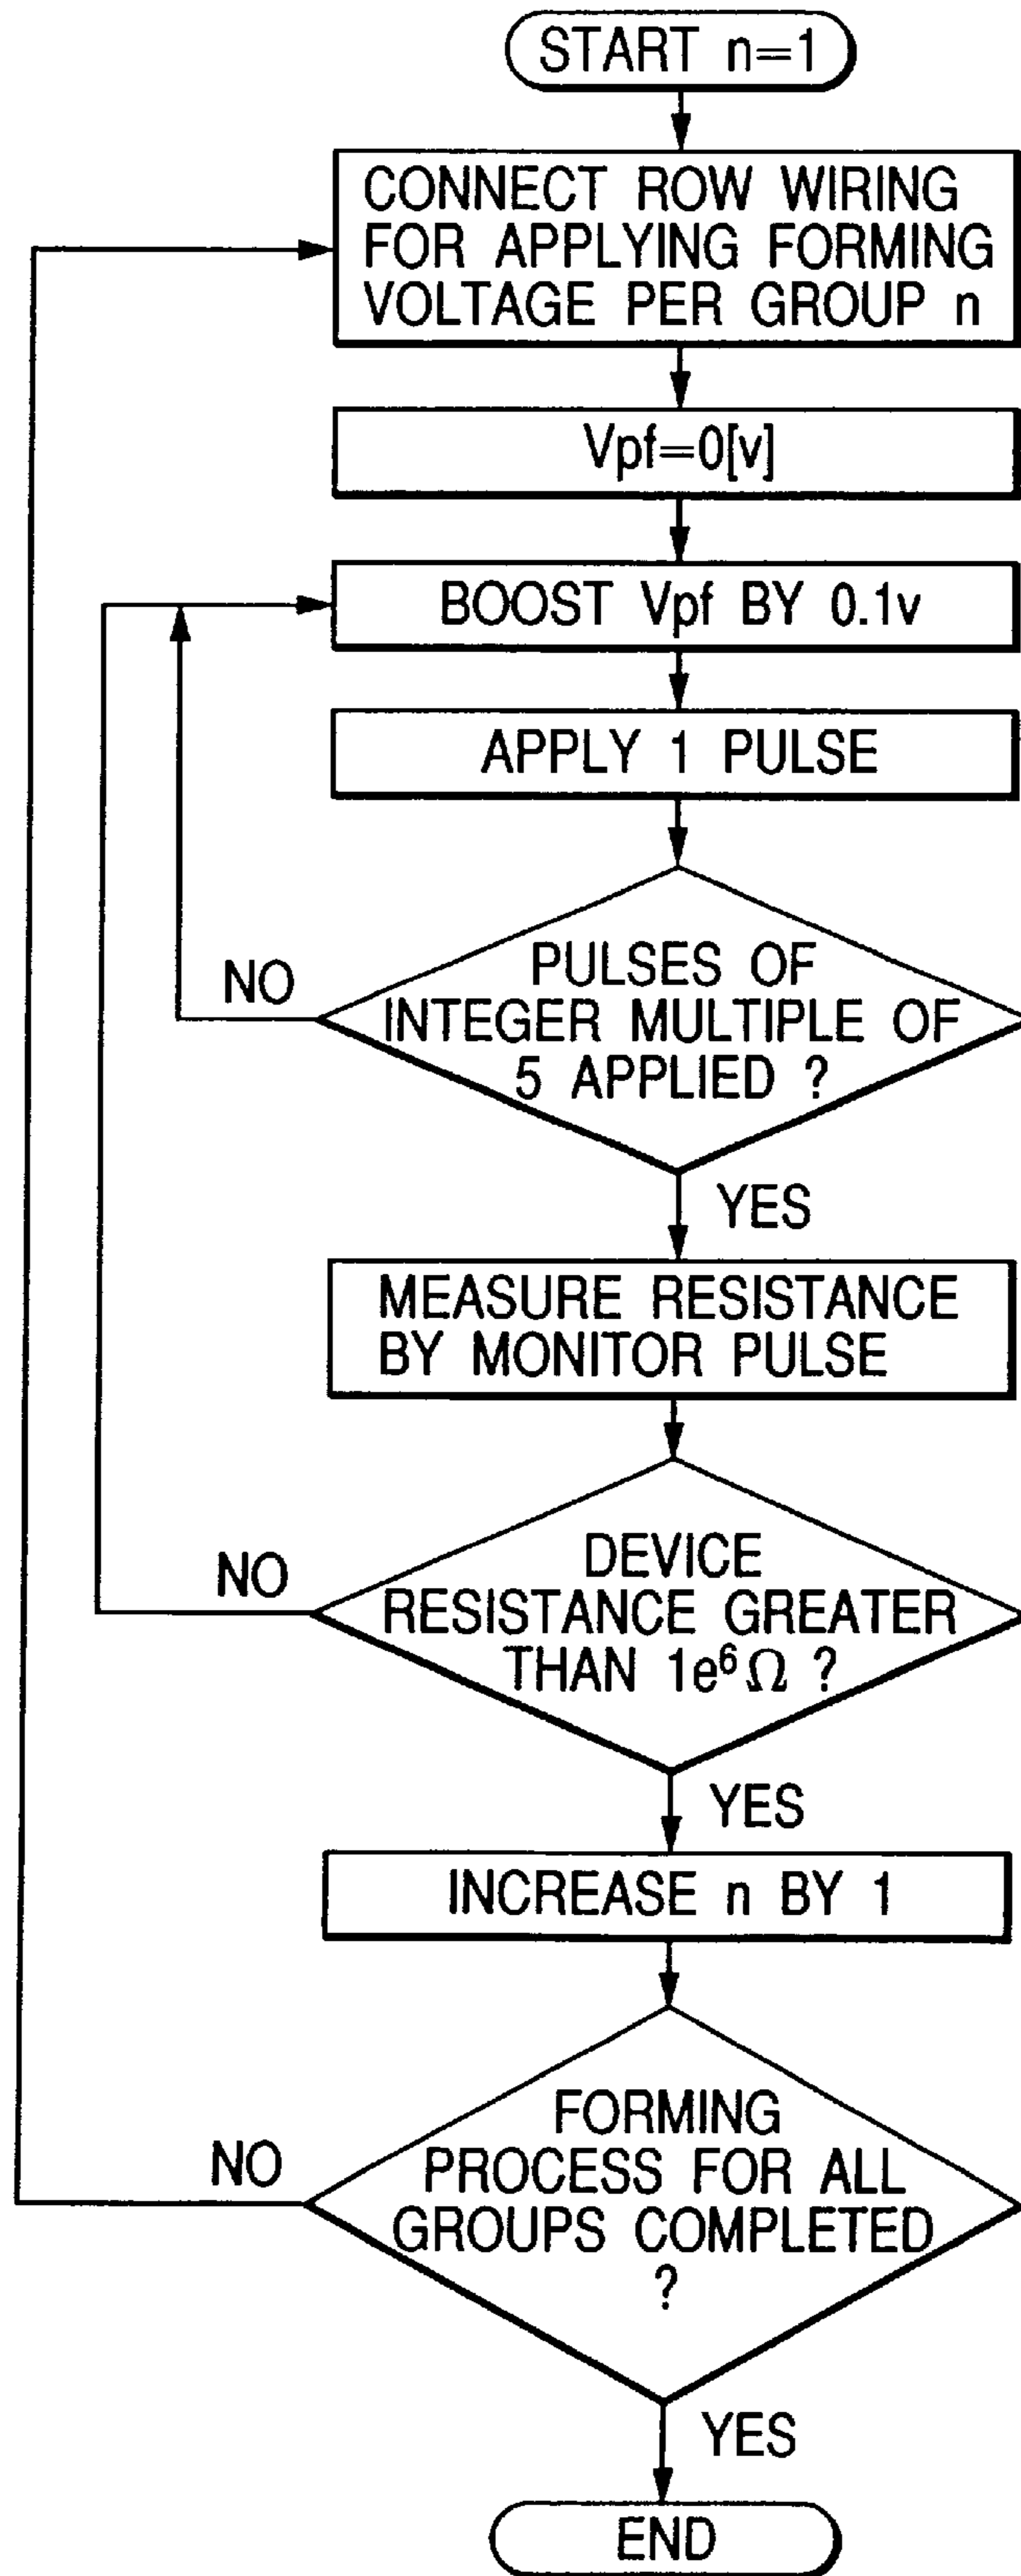 START n=1
CONNECT ROW WIRING
FOR APPLYING FORMING
VOLTAGE PER GROUP n
Vpf=0[v]
BOOST Vpf BY 0.1v
APPLY 1 PULSE
PULSES OF
INTEGER MULTIPLE OF
5 APPLIED ?
NO
YES
MEASURE RESISTANCE
BY MONITOR PULSE
DEVICE
RESISTANCE GREATER
THAN 1e⁶Ω ?
NO
YES
INCREASE n BY 1
FORMING
PROCESS FOR ALL
GROUPS COMPLETED
?
NO
YES
END